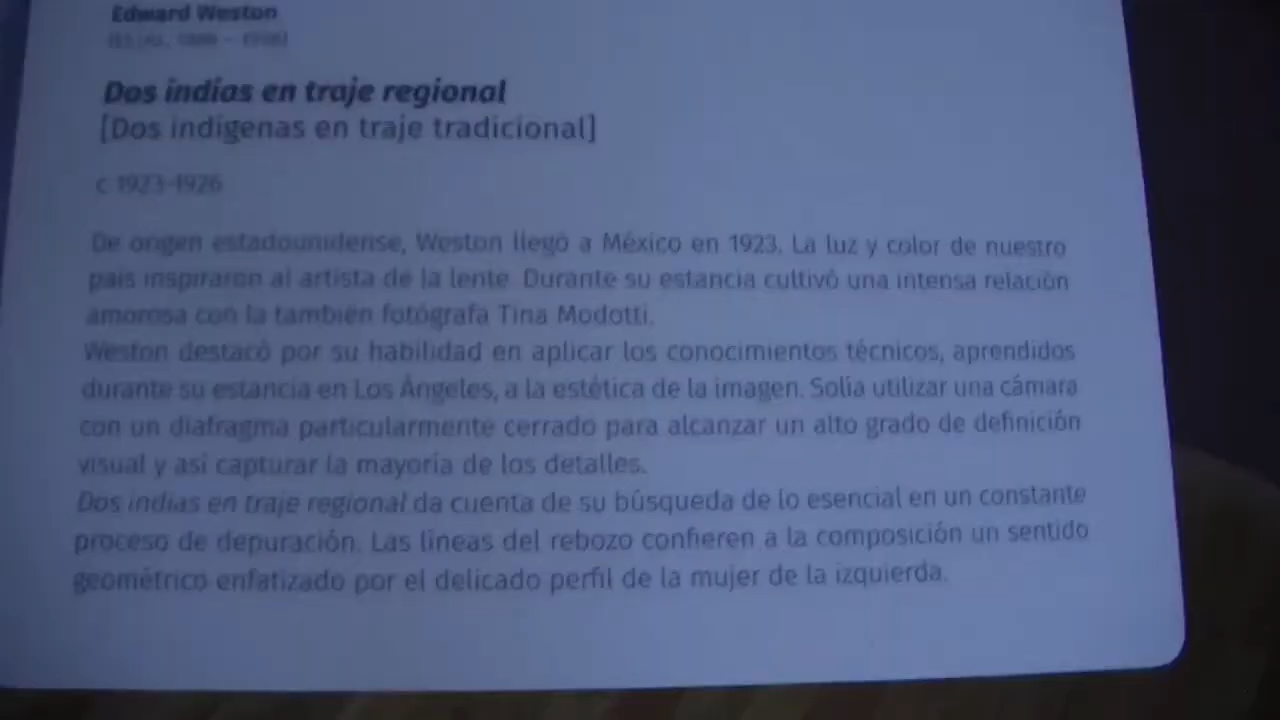 Edward Weston
Dos indias en traje regional
[Dos indígenas en traje tradicional]
c 1923-1926
De origen estadounidense, Weston llegó a México en 1923. La luz y color de nuestro
país inspiraron al artista de la lente. Durante su estancia cultivó una intensa relación
amorosa con la también fotógrafa Tina Modotti.
Weston destacó por su habilidad en aplicar los conocimientos técnicos, aprendidos
durante su estancia en Los Ángeles, a la estética de la imagen. Solía utilizar una cámara
con un diafragma particularmente cerrado para alcanzar un alto grado de definición
visual y así capturar la mayoría de los detalles.
Dos indias en traje regional da cuenta de su búsqueda de lo esencial en un constante
proceso de depuración. Las líneas del rebozo confieren a la composición un sentido
geométrico enfatizado por el delicado perfil de la mujer de la izquierda.